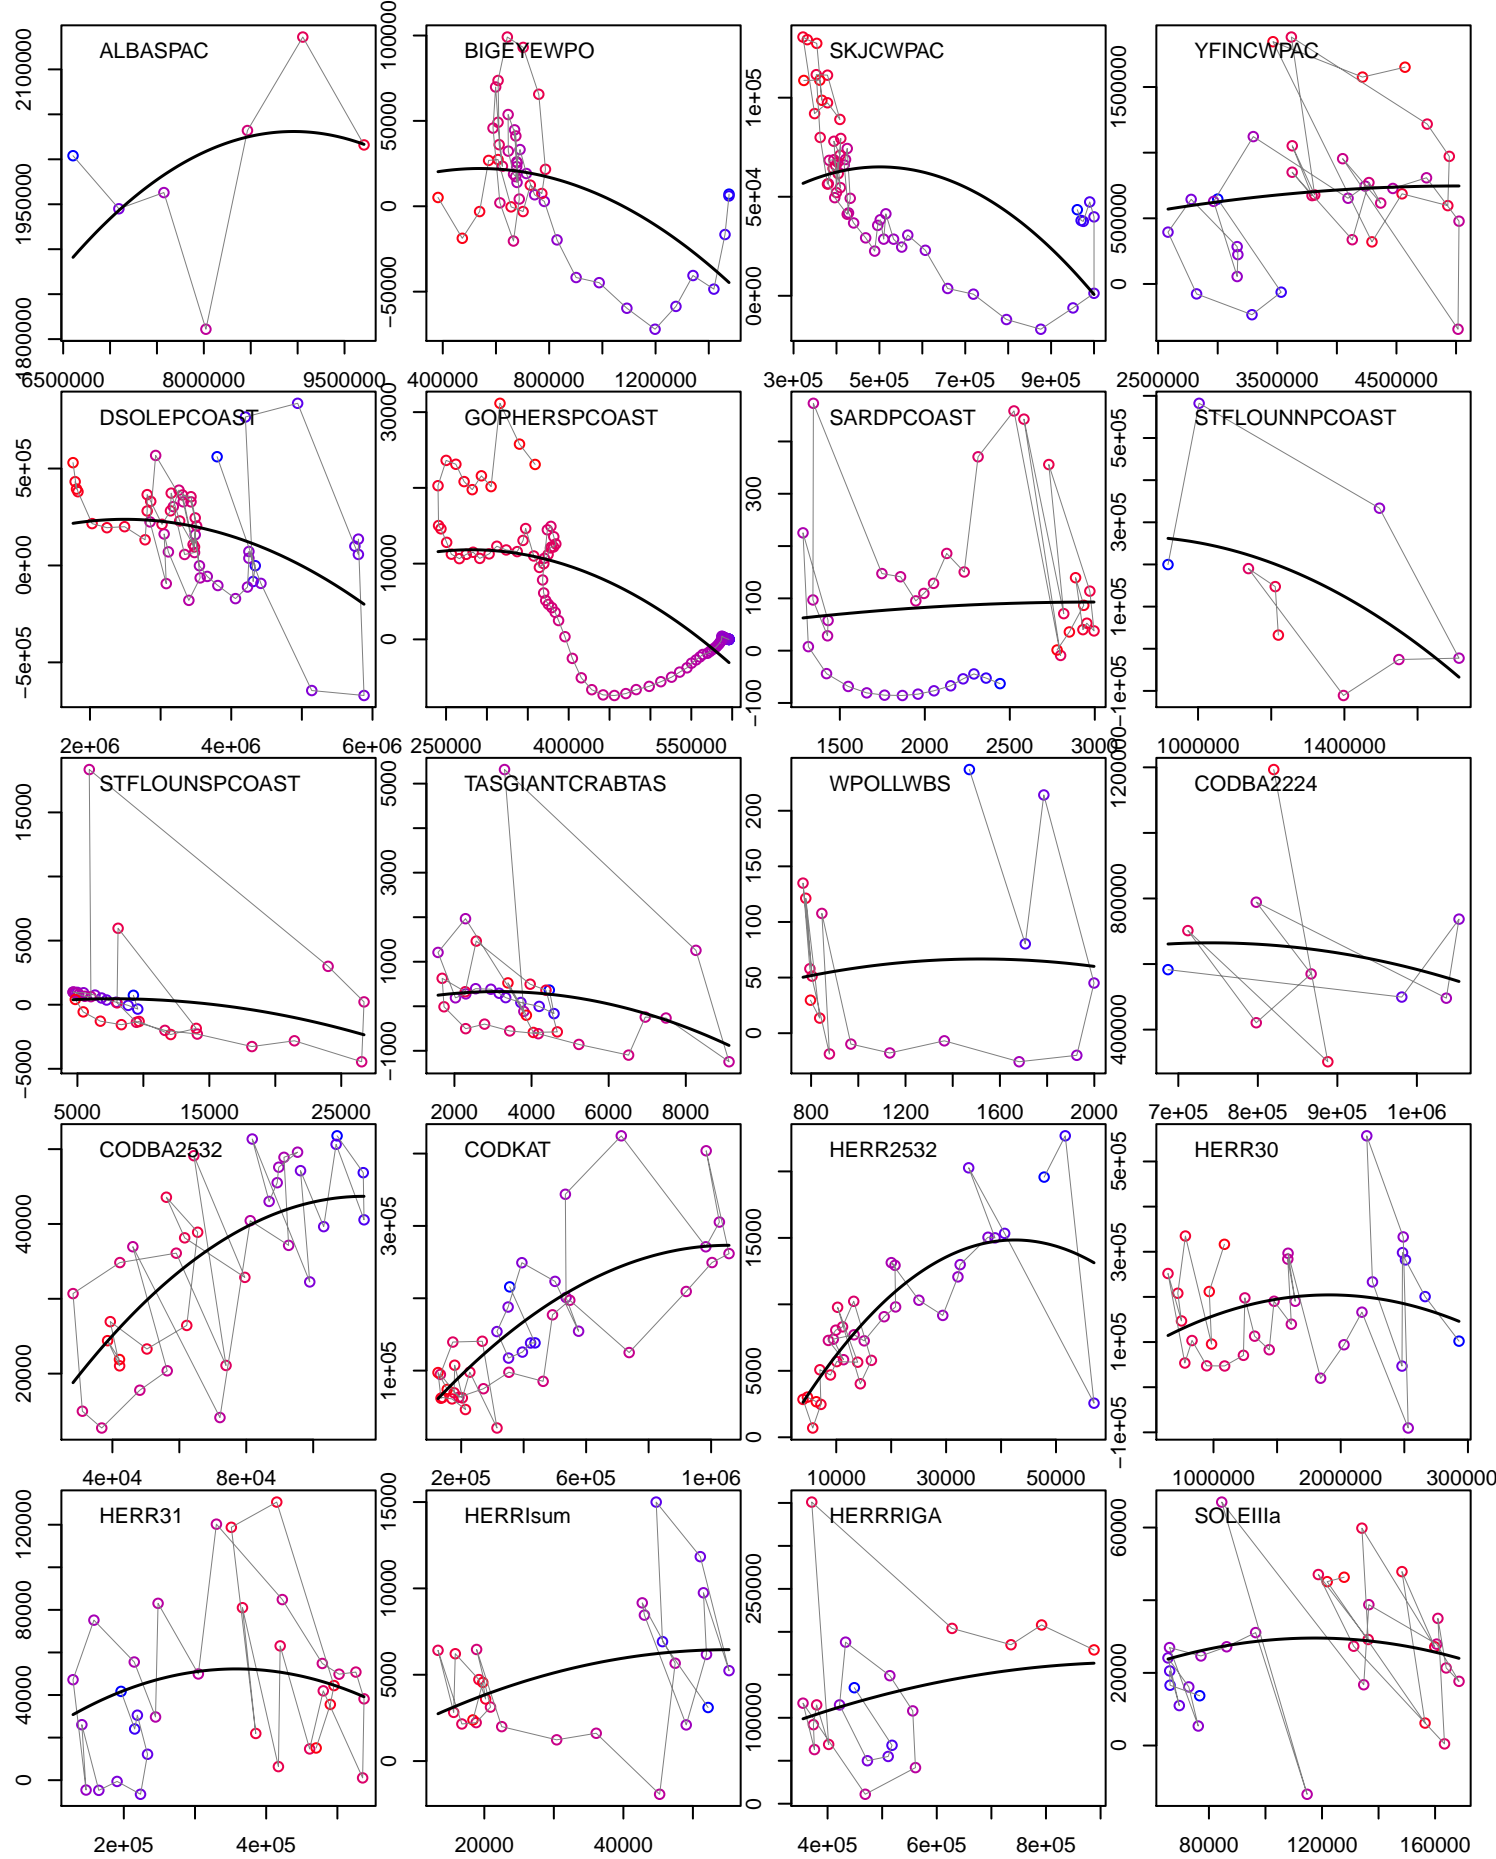 ALBASPAC
1800000 1950000 2100000
6500000 8000000 9500000
BIGEYEWPO
−50000 0 50000 100000
400000 800000 1200000
SKJCWPAC
0e+00 5e+04 1e+05
3e+05 5e+05 7e+05 9e+05
YFINCWPAC
0 500000 1500000
2500000 3500000 4500000
DSOLEPCOAST
−5e+05 0e+00 5e+05
2e+06 4e+06 6e+06
GOPHERSPCOAST
0 10000 30000
250000 400000 550000
SARDPCOAST
−100 0 100 300
1500 2000 2500 3000
STFLOUNNPCOAST
−1e+05 1e+05 3e+05 5e+05
1000000 1400000
STFLOUNSPCOAST
−5000 0 5000 15000
5000 15000 25000
TASGIANTCRABTAS
−1000 1000 3000 5000
2000 4000 6000 8000
WPOLLWBS
0 50 100 150 200
800 1200 1600 2000
CODBA2224
400000 800000 1200000
7e+05 8e+05 9e+05 1e+06
CODBA2532
20000 40000
4e+04 8e+04
CODKAT
1e+05 3e+05
2e+05 6e+05 1e+06
HERR2532
0 5000 15000
10000 30000 50000
HERR30
−1e+05 1e+05 3e+05 5e+05
1000000 2000000 300000
HERR31
0 40000 80000 120000
2e+05 4e+05
HERRIsum
0 5000 10000 15000
20000 40000
HERRRIGA
0 100000 250000
4e+05 6e+05 8e+05
SOLEIIIa
0 20000 60000
80000 120000 160000